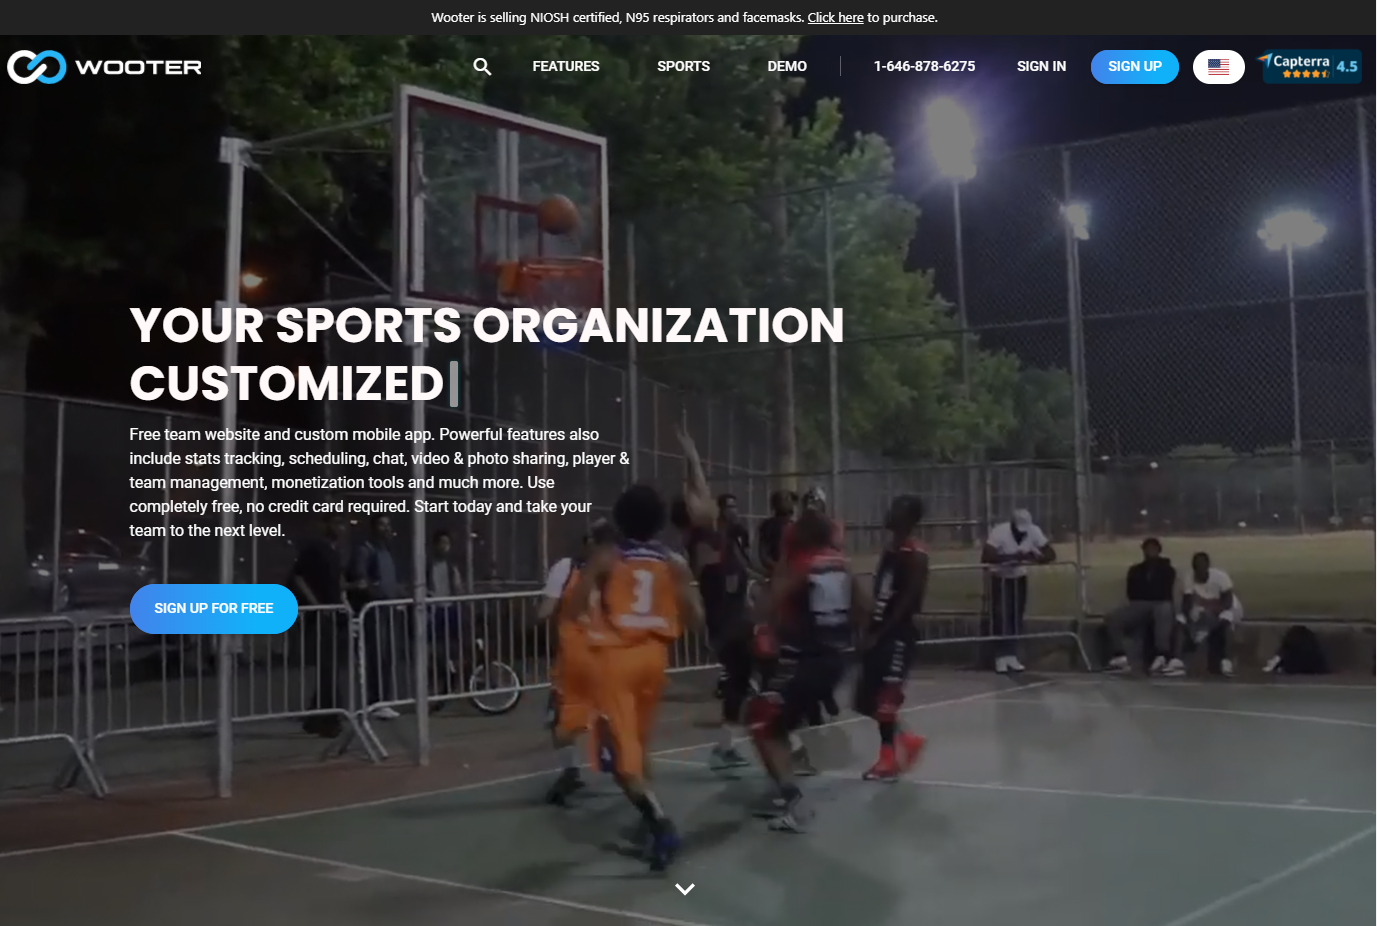 Wooter is selling NIOSH certified, N95 respirators and facemasks. Click here to purchase.
WOOTER
FEATURES
SPORTS
DEMO
1-646-878-6275
SIGN IN
SIGN UP
Capterra
4.5
YOUR SPORTS ORGANIZATION
CUSTOMIZED
Free team website and custom mobile app. Powerful features also
include stats tracking, scheduling, chat, video & photo sharing, player &
team management, monetization tools and much more. Use
completely free, no credit card required. Start today and take your
team to the next level.
SIGN UP FOR FREE
3